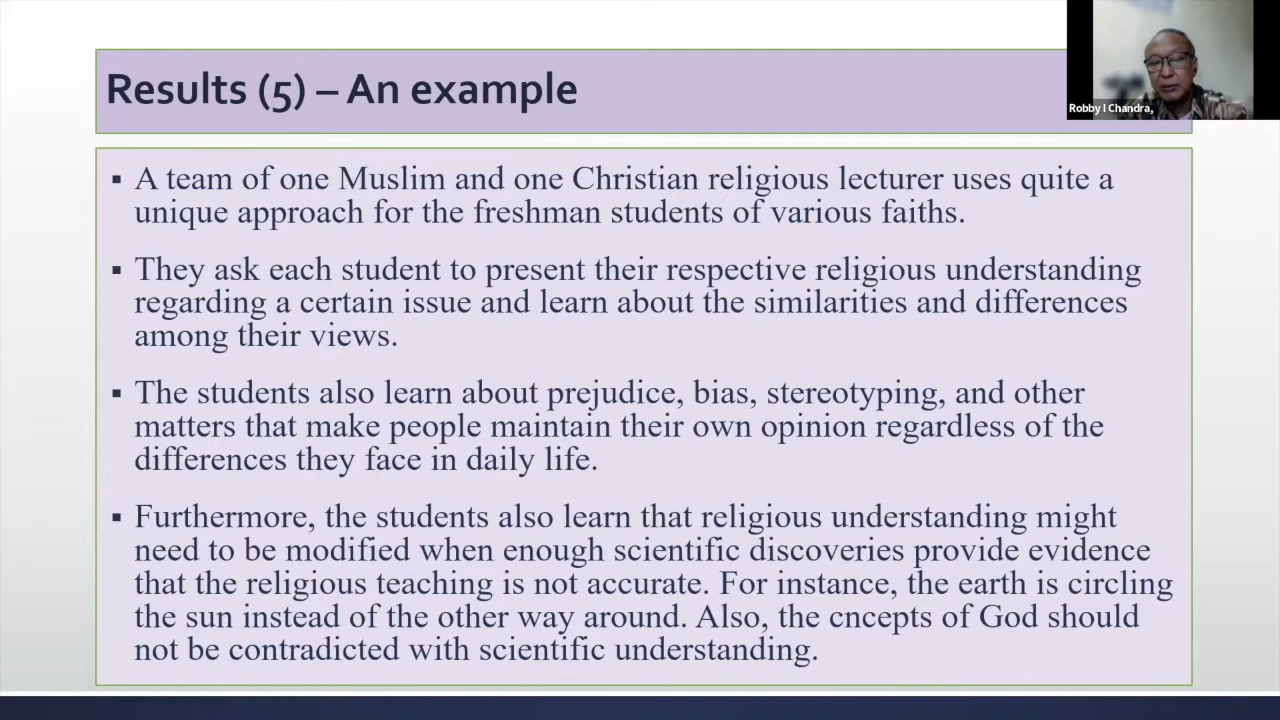 Results (5) – An example
Robby I Chandra,
▪ A team of one Muslim and one Christian religious lecturer uses quite a
unique approach for the freshman students of various faiths.
▪ They ask each student to present their respective religious understanding
regarding a certain issue and learn about the similarities and differences
among their views.
▪ The students also learn about prejudice, bias, stereotyping, and other
matters that make people maintain their own opinion regardless of the
differences they face in daily life.
▪ Furthermore, the students also learn that religious understanding might
need to be modified when enough scientific discoveries provide evidence
that the religious teaching is not accurate. For instance, the earth is circling
the sun instead of the other way around. Also, the cncepts of God should
not be contradicted with scientific understanding.